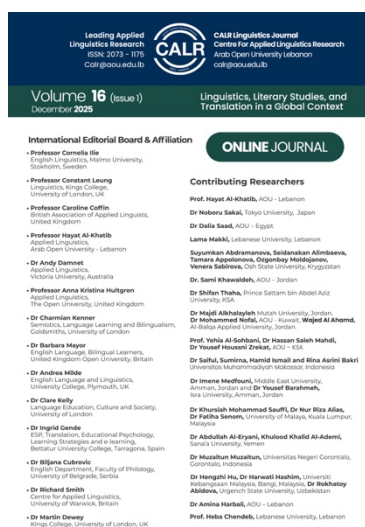 Leading Applied
Linguistics Research
ISSN: 2073 - 1175
Calr@aou.edu.lb
CALR
CALR Linguistics Journal
Centre For Applied Linguistics Research
Arab Open University Lebanon
calr@aou.edu.lb
Volume 16 (Issue 1)
December 2025
Linguistics, Literary Studies, and
Translation in a Global Context
International Editorial Board & Affiliation
• Professor Cornelia Ilie
English Linguistics, Malmo University,
Stokholm, Sweden
• Professor Constant Leung
Linguistics, Kings College,
University of London, UK
• Professor Caroline Coffin
British Association of Applied Linguists,
United Kingdom
• Professor Hayat Al-Khatib
Applied Linguistics,
Arab Open University - Lebanon
• Dr Andy Damnet
Applied Linguistics,
Victoria University, Australia
• Professor Anna Kristina Hultgren
Applied Linguistics,
The Open University, United Kingdom
• Dr Charmian Kenner
Semiotics, Language Learning and Bilingualism,
Goldsmiths, University of London
• Dr Barbara Mayor
English Language, Bilingual Learners,
United Kingdom Open University, Britain
• Dr Andrea Milde
English Language and Linguistics,
University College, Plymouth, UK
• Dr Clare Kelly
Language Education, Culture and Society,
University of London
• Dr Ingrid Gende
ESP, Translation, Educational Psychology,
Learning Strategies and e-learning,
Bettatur University College, Tarragona, Spain
• Dr Biljana Cubrovic
English Department, Faculty of Philology,
University of Belgrade, Serbia
• Dr Richard Smith
Centre for Applied Linguistics,
University of Warwick, Britain
• Dr Martin Dewey
Kings College, University of London, UK
ONLINE JOURNAL
Contributing Researchers
Prof. Hayat Al-Khatib, AOU - Lebanon
Dr Noboru Sakai, Tokyo University, Japan
Dr Dalia Saad, AOU – Egypt
Lama Makki, Lebanese University, Lebanon
Suyumkan Abdramanova, Seidanakan Alimbaeva,
Tamara Appolonova, Ozgonbay Moldojanov,
Venera Sabirova, Osh State University, Krygyzstan
Dr. Sami Khawaldeh, AOU – Jordan
Dr Shifan Thaha, Prince Sattam bin Abdel Aziz
University, KSA
Dr Majdi Alkhalayleh Mutah University, Jordan,
Dr Mohammed Nofal, AOU - Kuwait, Wajed Al Ahamd,
Al-Balqa Applied University, Jordan.
Prof. Yehia Al-Sohbani, Dr Hassan Saleh Mahdi,
Dr Yousef Houssni Zrekat, AOU – KSA
Dr Saiful, Sumirna, Hamid Ismail and Rina Asrini Bakri
Universitas Muhammadiyah Makassar, Indonesia
Dr Imene Medfouni, Middle East University,
Amman, Jordan and Dr Yousef Barahmeh,
Isra University, Amman, Jordan
Dr Khursiah Mohammad Sauffi, Dr Nur Riza Alias,
Dr Fatiha Senom, University of Malaya, Kuala Lumpur,
Malaysia
Dr Abdullah Al-Eryani, Khulood Khalid Al-Ademi,
Sana'a University, Yemen
Dr Muzaitun Muzaitun, Universitas Negeri Gorontalo,
Gorontalo, Indonesia
Dr Hengzhi Hu, Dr Harwati Hashim, Universiti
Kebangsaan Malaysia, Bangi, Malaysia, Dr Rokhatoy
Abidova, Urgench State University, Uzbekistan
Dr Amina Harbali, AOU – Lebanon
Prof. Heba Chendeb, Lebanese University, Lebanon